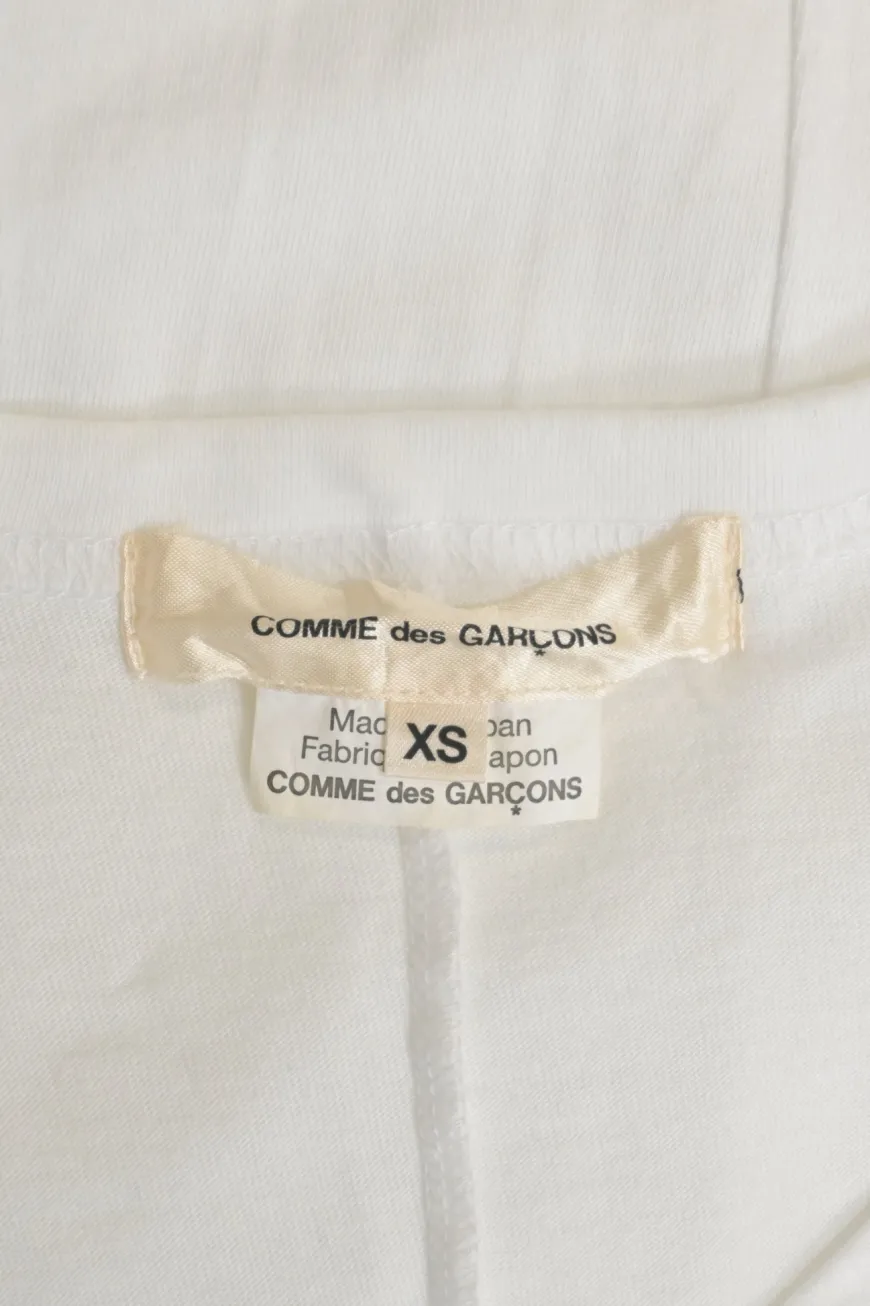 COMME des GARÇONS
XS
Mad pan
Fabriq apon
COMME des GARÇONS